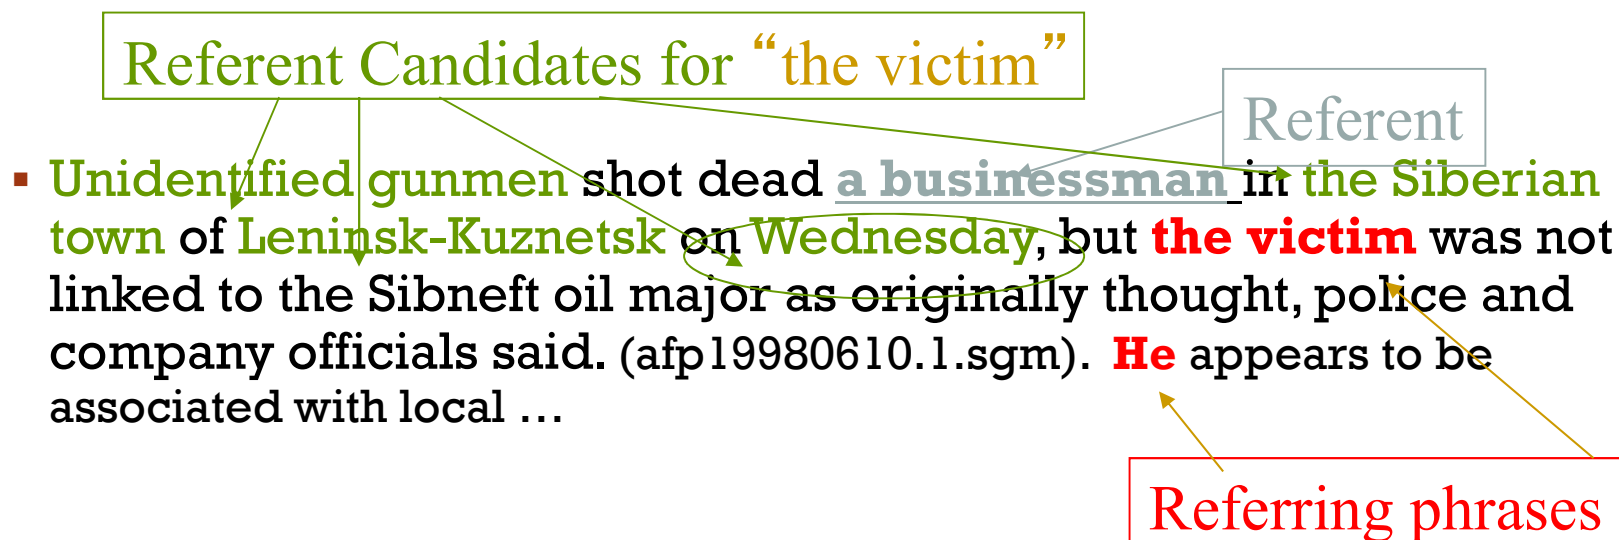 Referent Candidates for “the victim”
Referent
▪ Unidentified gunmen shot dead a businessman in the Siberian
town of Leninsk-Kuznetsk on Wednesday, but the victim was not
linked to the Sibneft oil major as originally thought, police and
company officials said. (afp19980610.1.sgm). He appears to be
associated with local …
Referring phrases